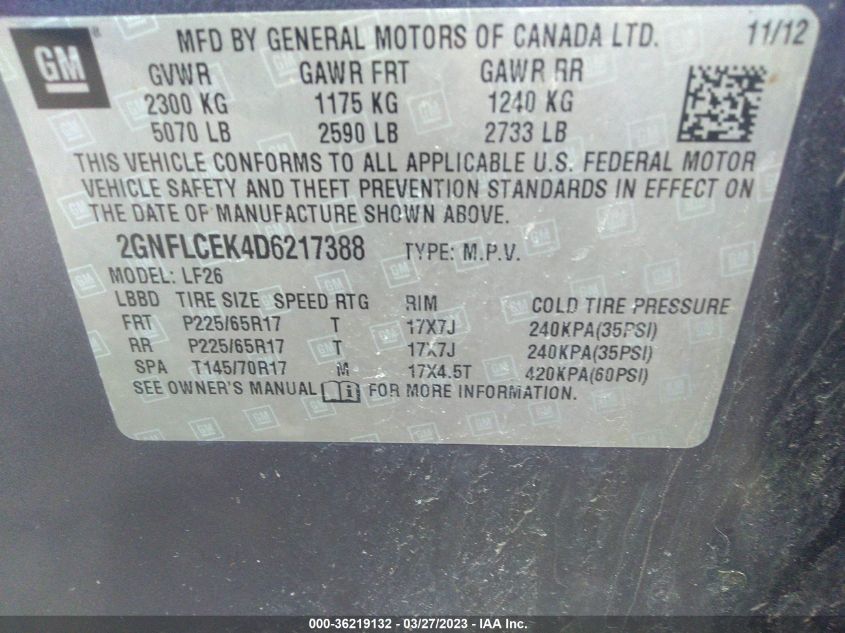 GM
MFD BY GENERAL MOTORS OF CANADA LTD. 11/12
GVWR GAWR FRT GAWR RR
2300 KG 1175 KG 1240 KG
5070 LB 2590 LB 2733 LB
THIS VEHICLE CONFORMS TO ALL APPLICABLE U.S. FEDERAL MOTOR
VEHICLE SAFETY AND THEFT PREVENTION STANDARDS IN EFFECT ON
THE DATE OF MANUFACTURE SHOWN ABOVE.
2GNFLCEK4D6217388 TYPE: M.P.V.
MODEL: LF26
LBBD TIRE SIZE SPEED RTG RIM COLD TIRE PRESSURE
FRT P225/65R17 T 17X7J 240KPA(35PSI)
RR P225/65R17 T 17X7J 240KPA(35PSI)
SPA T145/70R17 M 17X4.5T 420KPA(60PSI)
SEE OWNER'S MANUAL i FOR MORE INFORMATION.
000-36219132 - 03/27/2023 - © IAA Inc.